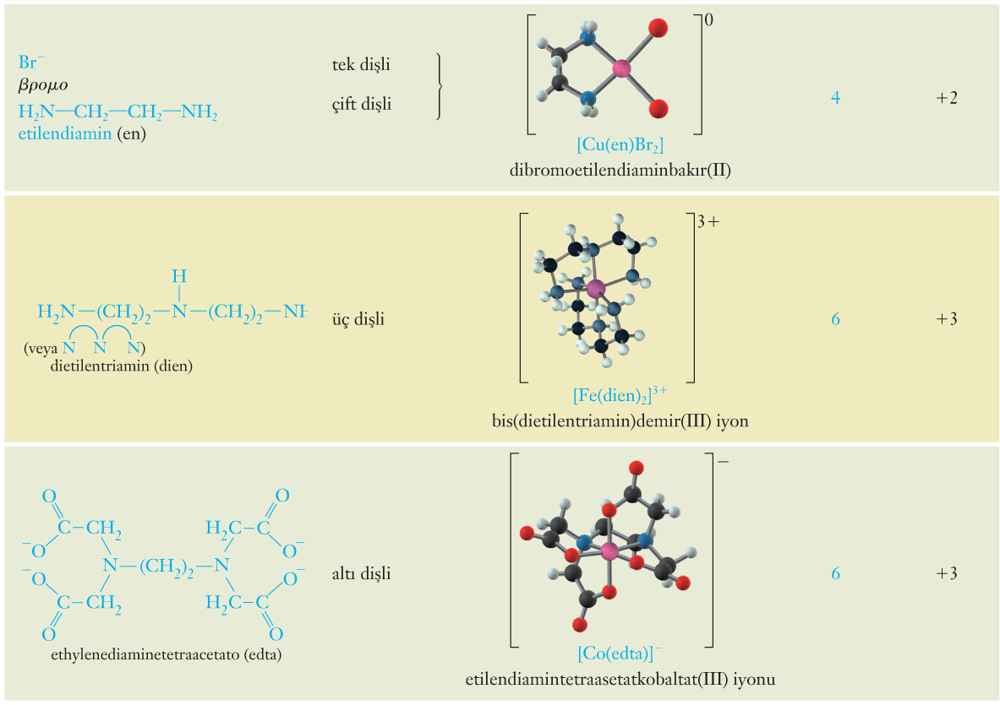 Br⁻ tek dişli
βρομο
H₂N—CH₂—CH₂—NH₂ çift dişli
etilendiamin (en)
0
[Cu(en)Br₂]
dibromoetilendiaminbakır(II)
4 +2
H
H₂N—(CH₂)₂—N—(CH₂)₂—NH
(veya N N N)
dietilentriamin (dien)
üç dişli
3+
[Fe(dien)₂]³⁺
bis(dietilentriamin)demir(III) iyon
6 +3
O O
C—CH₂ H₂C—C
⁻O O⁻
N—(CH₂)₂—N
⁻O O⁻
C—CH₂ H₂C—C
O O
ethylenediaminetetraacetato (edta)
altı dişli
−
[Co(edta)]⁻
etilendiamintetraasetatkobaltat(III) iyonu
6 +3